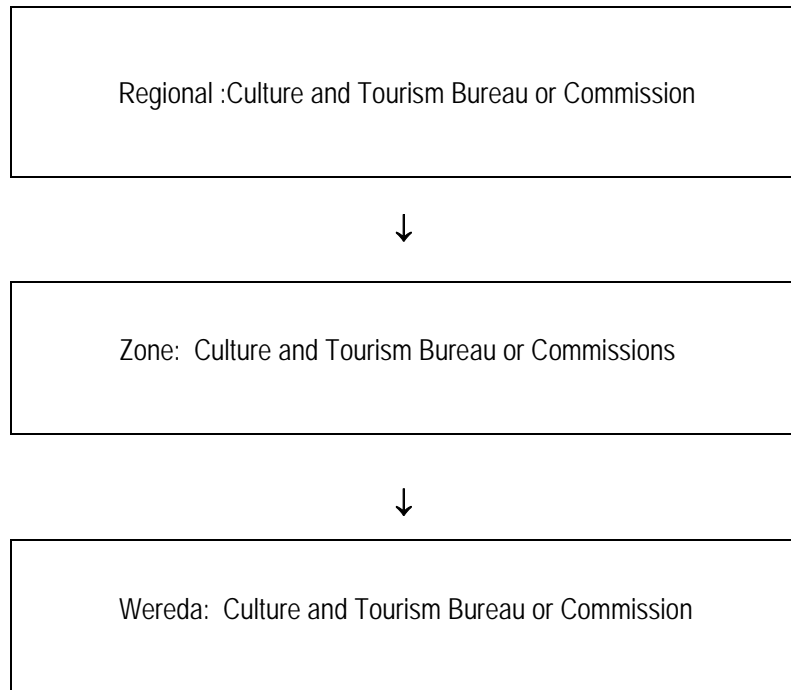 Regional :Culture and Tourism Bureau or Commission
↓
Zone:  Culture and Tourism Bureau or Commissions
↓
Wereda:  Culture and Tourism Bureau or Commission